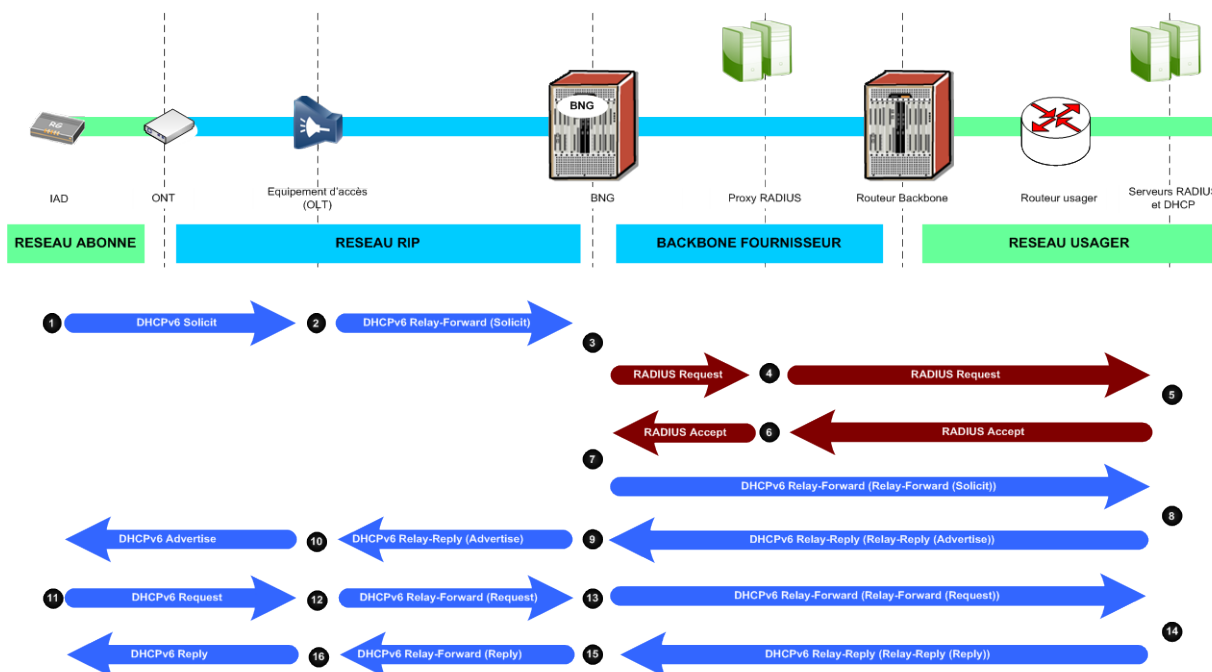 BNG
RG
IAD
ONT
Equipement d'accès
(OLT)
BNG
Proxy RADIUS
Routeur Backbone
Routeur usager
Serveurs RADIUS
et DHCP
RESEAU ABONNE
RESEAU RIP
BACKBONE FOURNISSEUR
RESEAU USAGER
1
DHCPv6 Solicit
2
DHCPv6 Relay-Forward (Solicit)
3
RADIUS Request
4
RADIUS Request
5
RADIUS Accept
6
RADIUS Accept
7
DHCPv6 Relay-Forward (Relay-Forward (Solicit))
8
DHCPv6 Advertise
10
DHCPv6 Relay-Reply (Advertise)
9
DHCPv6 Relay-Reply (Relay-Reply (Advertise))
11
DHCPv6 Request
12
DHCPv6 Relay-Forward (Request)
13
DHCPv6 Relay-Forward (Relay-Forward (Request))
14
DHCPv6 Reply
16
DHCPv6 Relay-Forward (Reply)
15
DHCPv6 Relay-Reply (Relay-Reply (Reply))